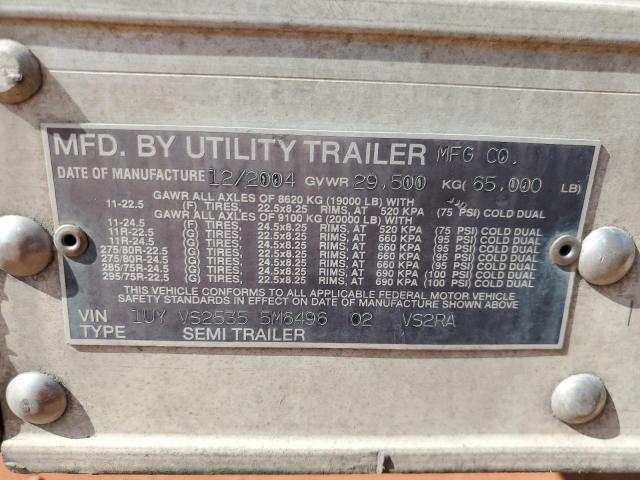 MFD. BY UTILITY TRAILER MFG CO.
DATE OF MANUFACTURE 12/2004 GVWR 29,500 KG( 65,000 LB)
GAWR ALL AXLES OF 8620 KG (19000 LB) WITH
11-22.5 (F) TIRES, 22.5x8.25 RIMS, AT 520 KPA (75 PSI) COLD DUAL
GAWR ALL AXLES OF 9100 KG (20000 LB) WITH
11-24.5 (F) TIRES, 24.5x8.25 RIMS, AT 520 KPA (75 PSI) COLD DUAL
11R-22.5 (G) TIRES, 22.5x8.25 RIMS, AT 660 KPA (95 PSI) COLD DUAL
11R-24.5 (G) TIRES, 24.5x8.25 RIMS, AT 660 KPA (95 PSI) COLD DUAL
275/80R-22.5 (G) TIRES, 22.5x8.25 RIMS, AT 660 KPA (95 PSI) COLD DUAL
275/80R-24.5 (G) TIRES, 24.5x8.25 RIMS, AT 660 KPA (95 PSI) COLD DUAL
285/75R-24.5 (G) TIRES, 24.5x8.25 RIMS, AT 690 KPA (100 PSI) COLD DUAL
295/75R-22.5 (G) TIRES, 22.5x8.25 RIMS, AT 690 KPA (100 PSI) COLD DUAL
THIS VEHICLE CONFORMS TO ALL APPLICABLE FEDERAL MOTOR VEHICLE
SAFETY STANDARDS IN EFFECT ON DATE OF MANUFACTURE SHOWN ABOVE
VIN 1UY VS2535 5M6496 02 VS2RA
TYPE SEMI TRAILER